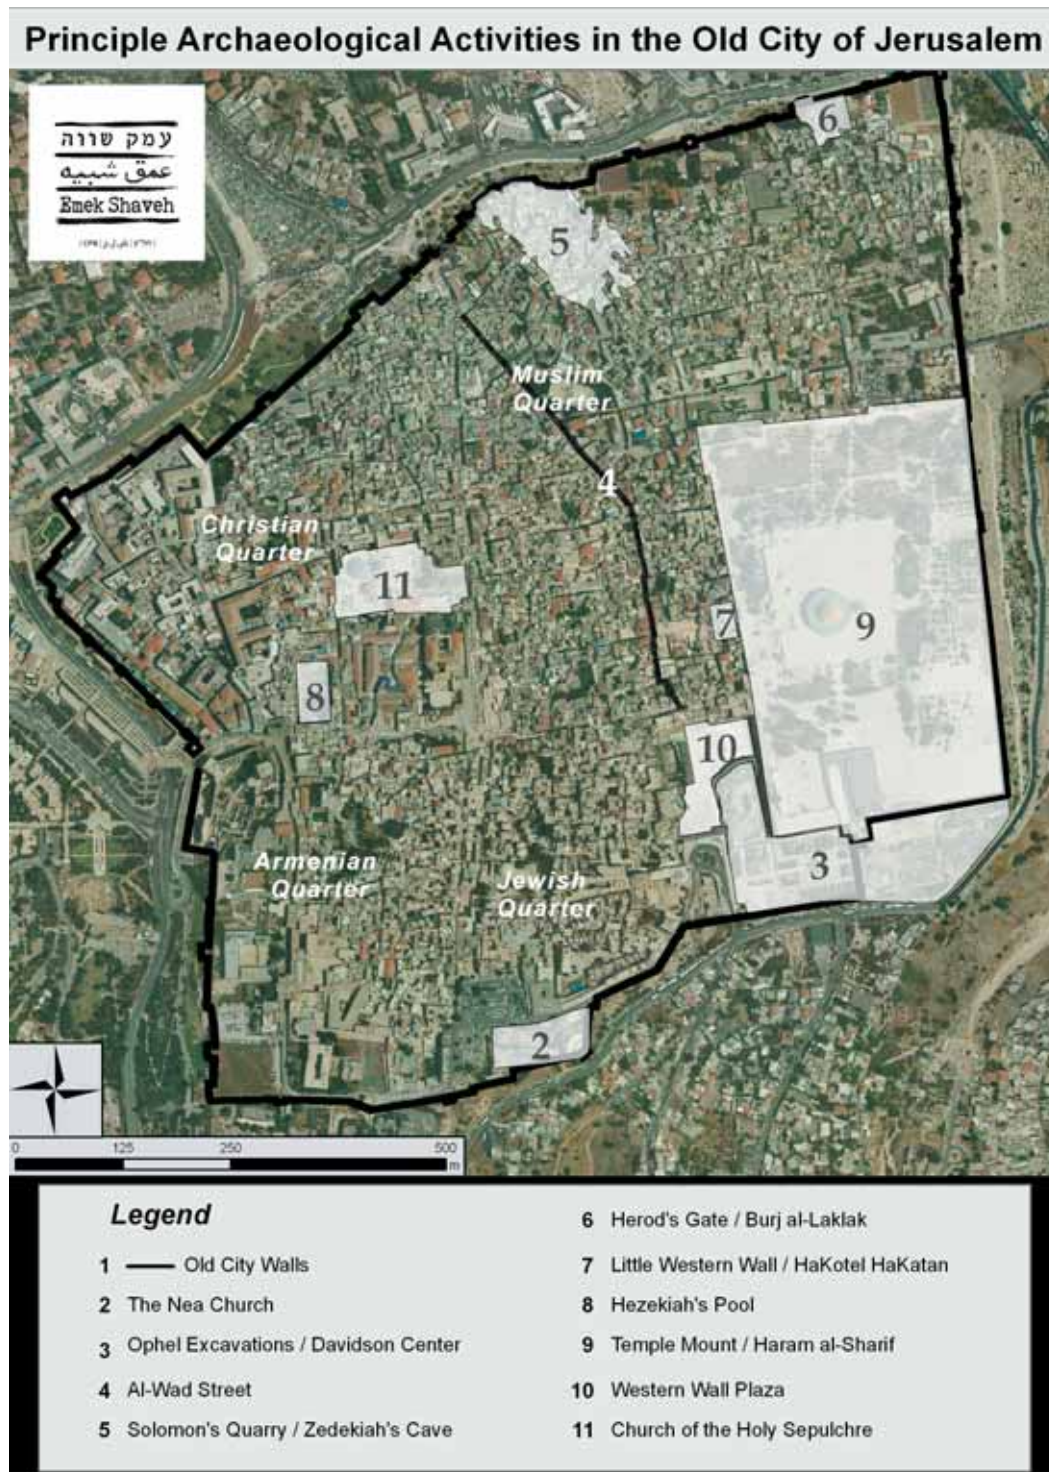 Principle Archaeological Activities in the Old City of Jerusalem
עמק שווה
عمق شبيه
Emek Shaveh
6
5
Muslim
Quarter
4
Christian
Quarter
11
7
9
8
10
Armenian
Quarter
3
Jewish
Quarter
2
0 125 250 500
m
Legend
1 Old City Walls
2 The Nea Church
3 Ophel Excavations / Davidson Center
4 Al-Wad Street
5 Solomon's Quarry / Zedekiah's Cave
6 Herod's Gate / Burj al-Laklak
7 Little Western Wall / HaKotel HaKatan
8 Hezekiah's Pool
9 Temple Mount / Haram al-Sharif
10 Western Wall Plaza
11 Church of the Holy Sepulchre